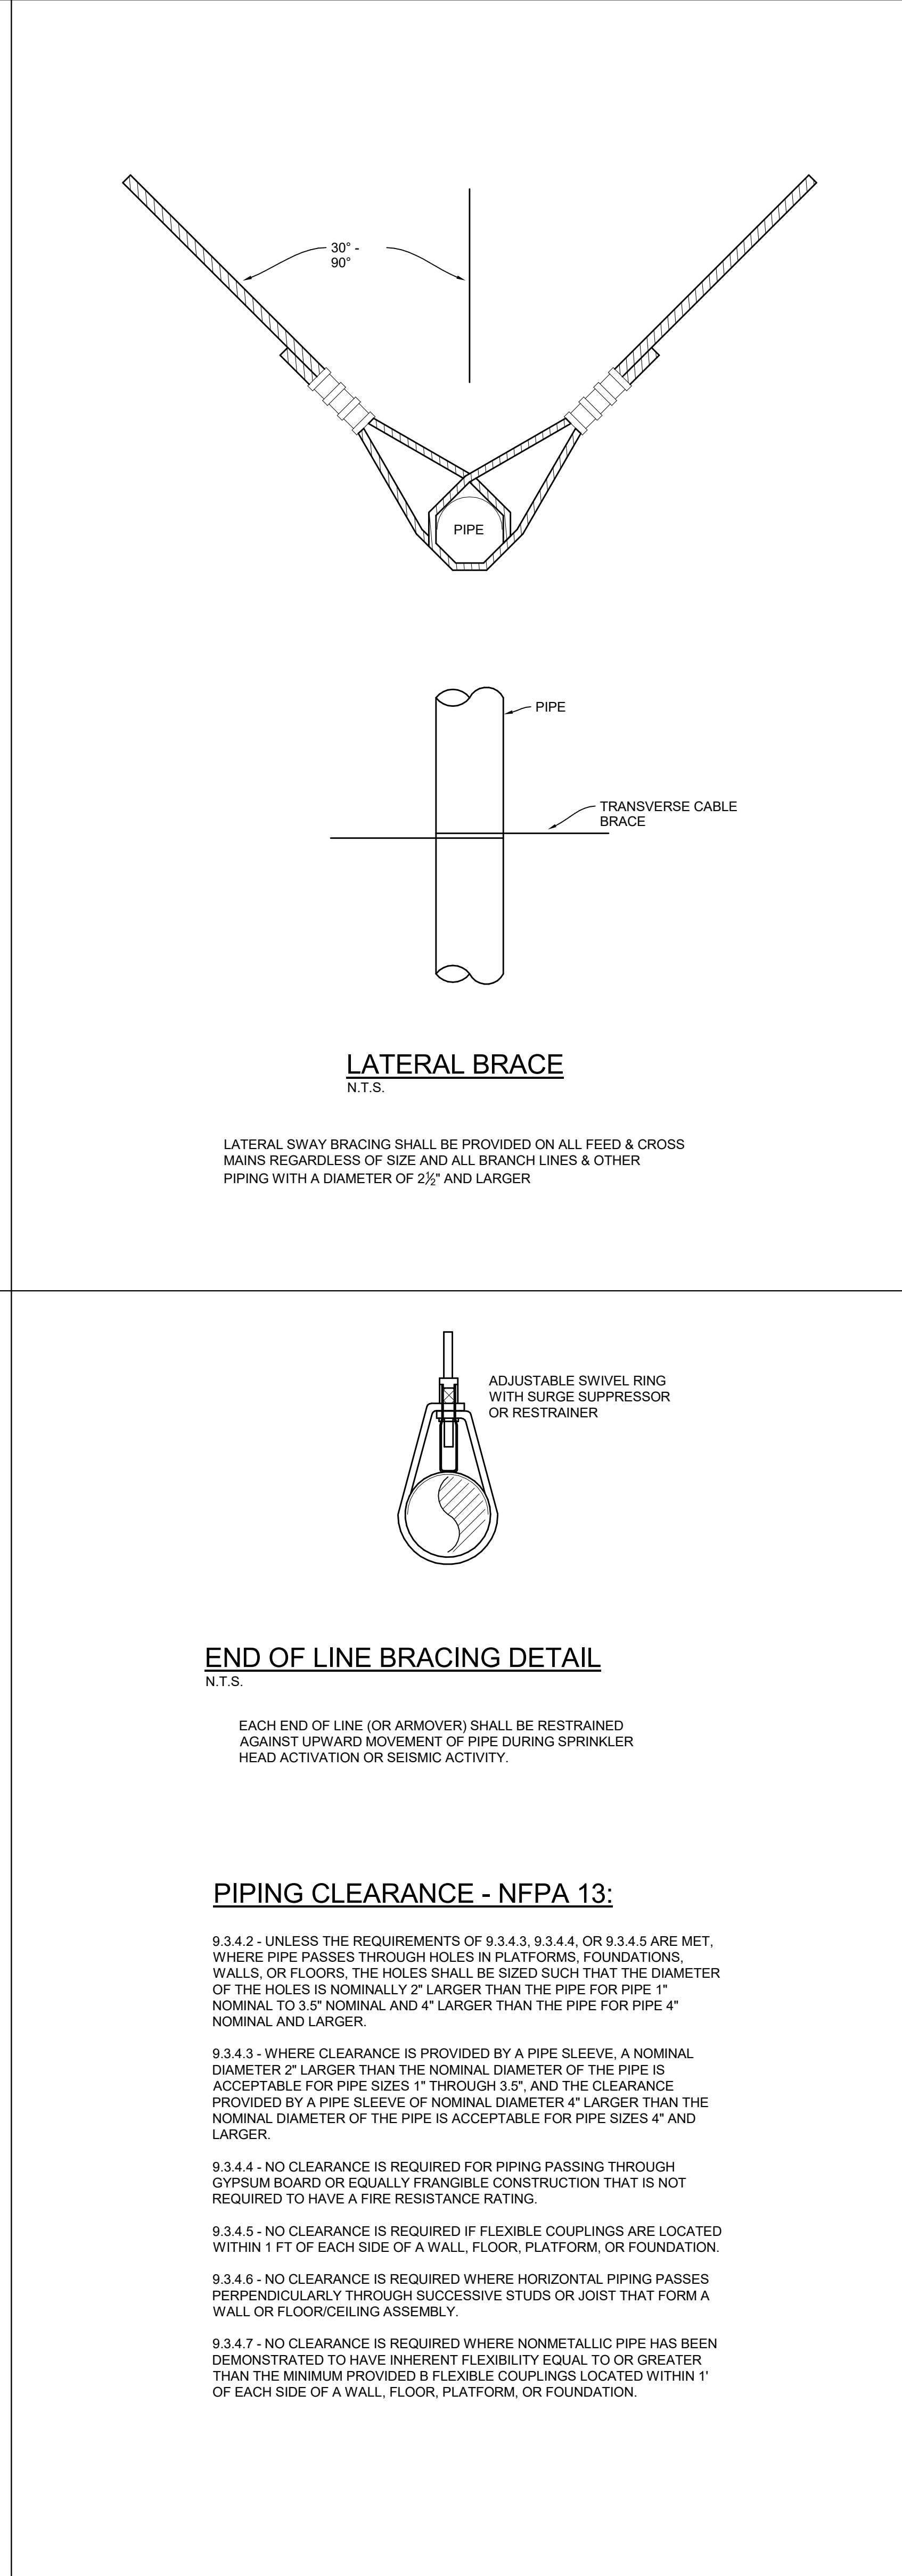 30° -
90°
PIPE
PIPE
TRANSVERSE CABLE
BRACE
LATERAL BRACE
N.T.S.
LATERAL SWAY BRACING SHALL BE PROVIDED ON ALL FEED & CROSS
MAINS REGARDLESS OF SIZE AND ALL BRANCH LINES & OTHER
PIPING WITH A DIAMETER OF 2½" AND LARGER
ADJUSTABLE SWIVEL RING
WITH SURGE SUPPRESSOR
OR RESTRAINER
END OF LINE BRACING DETAIL
N.T.S.
EACH END OF LINE (OR ARMOVER) SHALL BE RESTRAINED
AGAINST UPWARD MOVEMENT OF PIPE DURING SPRINKLER
HEAD ACTIVATION OR SEISMIC ACTIVITY.
PIPING CLEARANCE - NFPA 13:
9.3.4.2 - UNLESS THE REQUIREMENTS OF 9.3.4.3, 9.3.4.4, OR 9.3.4.5 ARE MET,
WHERE PIPE PASSES THROUGH HOLES IN PLATFORMS, FOUNDATIONS,
WALLS, OR FLOORS, THE HOLES SHALL BE SIZED SUCH THAT THE DIAMETER
OF THE HOLES IS NOMINALLY 2" LARGER THAN THE PIPE FOR PIPE 1"
NOMINAL TO 3.5" NOMINAL AND 4" LARGER THAN THE PIPE FOR PIPE 4"
NOMINAL AND LARGER.
9.3.4.3 - WHERE CLEARANCE IS PROVIDED BY A PIPE SLEEVE, A NOMINAL
DIAMETER 2" LARGER THAN THE NOMINAL DIAMETER OF THE PIPE IS
ACCEPTABLE FOR PIPE SIZES 1" THROUGH 3.5", AND THE CLEARANCE
PROVIDED BY A PIPE SLEEVE OF NOMINAL DIAMETER 4" LARGER THAN THE
NOMINAL DIAMETER OF THE PIPE IS ACCEPTABLE FOR PIPE SIZES 4" AND
LARGER.
9.3.4.4 - NO CLEARANCE IS REQUIRED FOR PIPING PASSING THROUGH
GYPSUM BOARD OR EQUALLY FRANGIBLE CONSTRUCTION THAT IS NOT
REQUIRED TO HAVE A FIRE RESISTANCE RATING.
9.3.4.5 - NO CLEARANCE IS REQUIRED IF FLEXIBLE COUPLINGS ARE LOCATED
WITHIN 1 FT OF EACH SIDE OF A WALL, FLOOR, PLATFORM, OR FOUNDATION.
9.3.4.6 - NO CLEARANCE IS REQUIRED WHERE HORIZONTAL PIPING PASSES
PERPENDICULARLY THROUGH SUCCESSIVE STUDS OR JOIST THAT FORM A
WALL OR FLOOR/CEILING ASSEMBLY.
9.3.4.7 - NO CLEARANCE IS REQUIRED WHERE NONMETALLIC PIPE HAS BEEN
DEMONSTRATED TO HAVE INHERENT FLEXIBILITY EQUAL TO OR GREATER
THAN THE MINIMUM PROVIDED B FLEXIBLE COUPLINGS LOCATED WITHIN 1'
OF EACH SIDE OF A WALL, FLOOR, PLATFORM, OR FOUNDATION.